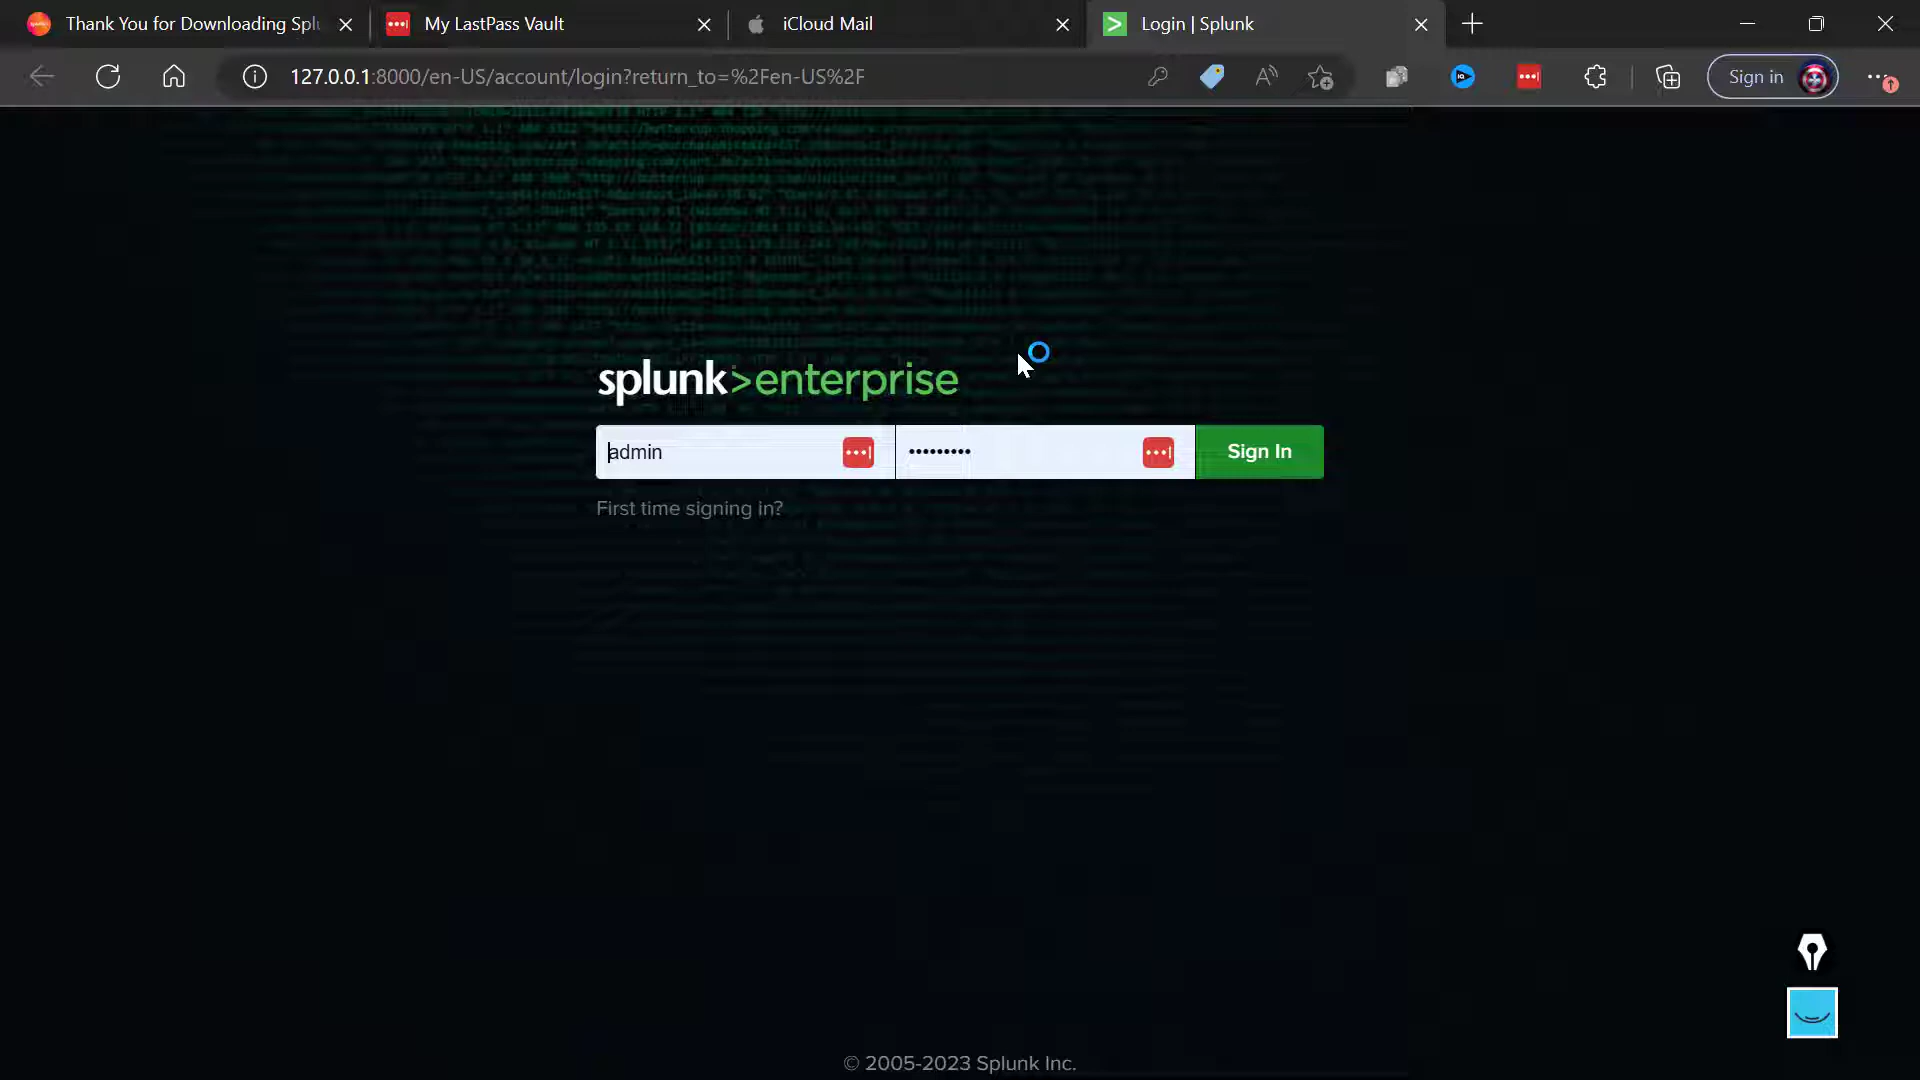 Thank You for Downloading Spl
My LastPass Vault
iCloud Mail
Login | Splunk
127.0.0.1:8000/en-US/account/login?return_to=%2Fen-US%2F
Sign in
splunk>enterprise
admin
Sign In
First time signing in?
© 2005-2023 Splunk Inc.